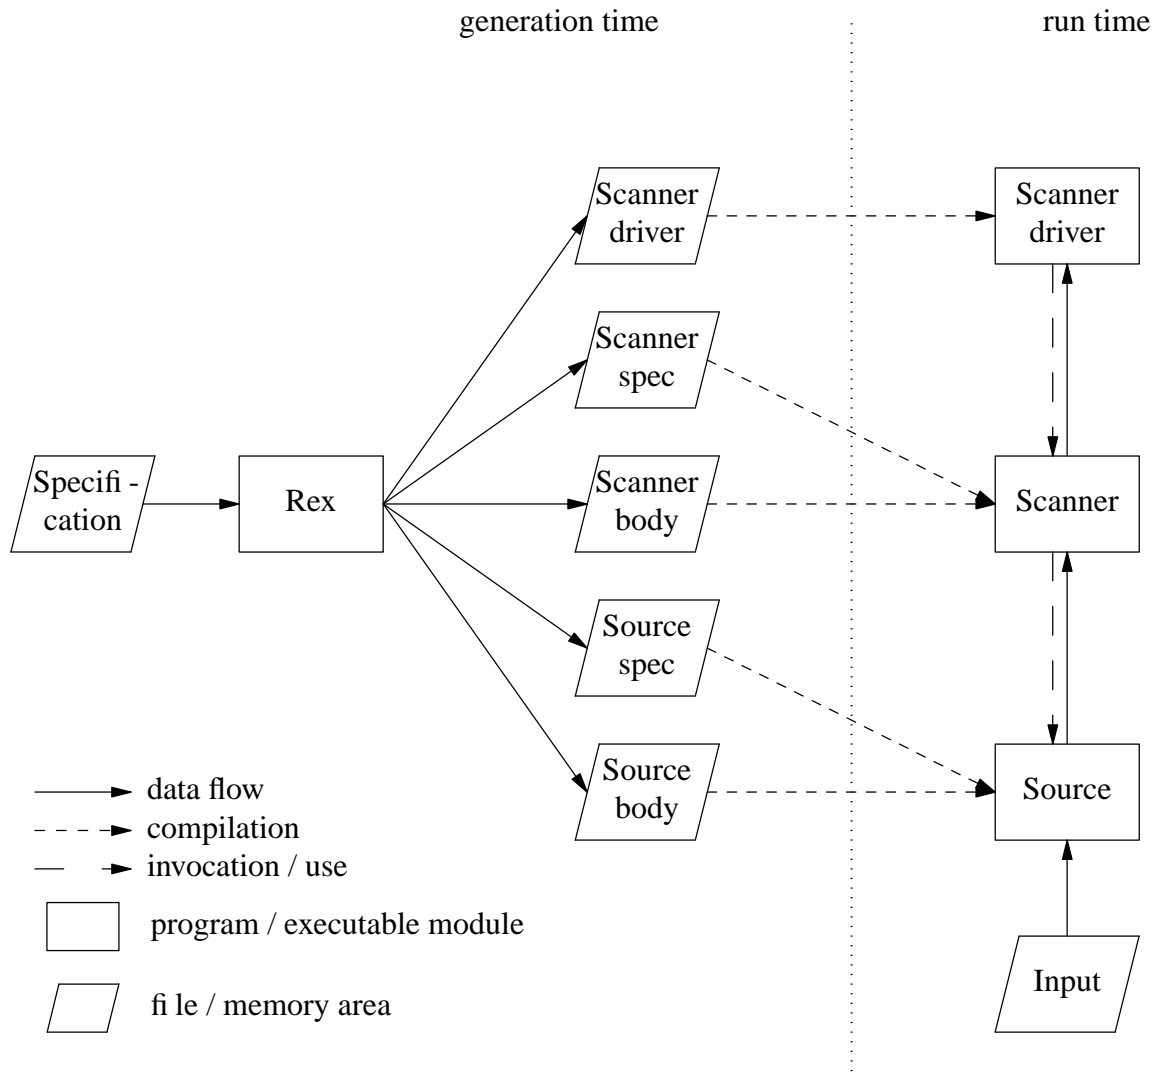 generation time
run time
Scanner
driver
Scanner
driver
Scanner
spec
Specifi -
cation
Rex
Scanner
body
Scanner
Source
spec
Source
body
Source
data flow
compilation
invocation / use
program / executable module
fi le / memory area
Input